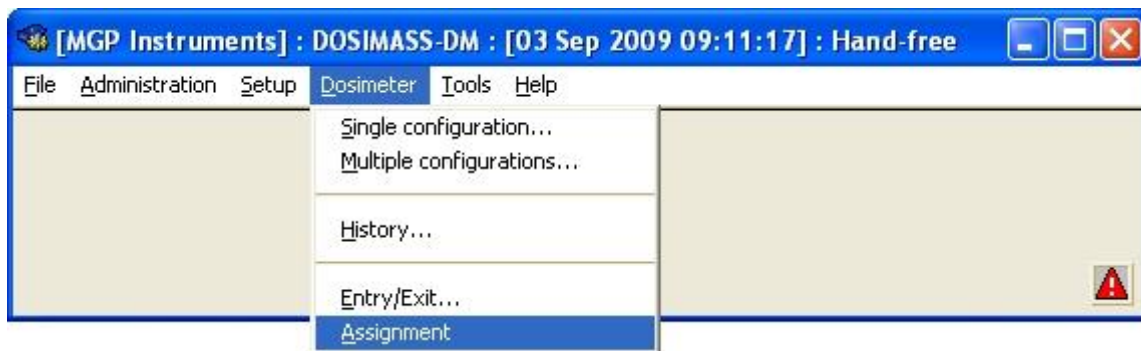 [MGP Instruments] : DOSIMASS-DM : [03 Sep 2009 09:11:17] : Hand-free
File Administration Setup Dosimeter Tools Help
Single configuration...
Multiple configurations...
History...
Entry/Exit...
Assignment